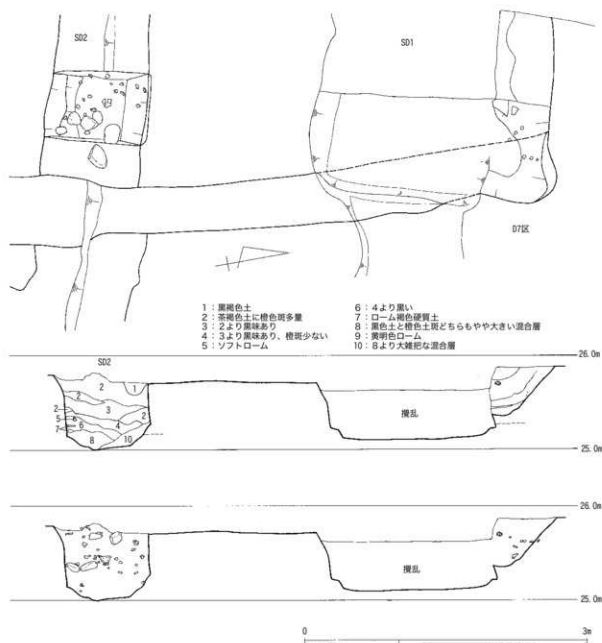 SD2
SD1
D7区
1：黒褐色土
2：茶褐色土に橙色斑多量
3：2より黒味あり
4：3より黒味あり、橙斑少ない
5：ソフトローム
6：4より黒い
7：ローム褐色硬質土
8：黒色土と橙色土斑どちらもやや大きい混合層
9：黄明色ローム
10：8より大雑把な混合層
26.0m
SD2
2
1
2
3
2
2
5
6
4
7
8
10
攪乱
25.0m
26.0m
攪乱
25.0m
0
3m